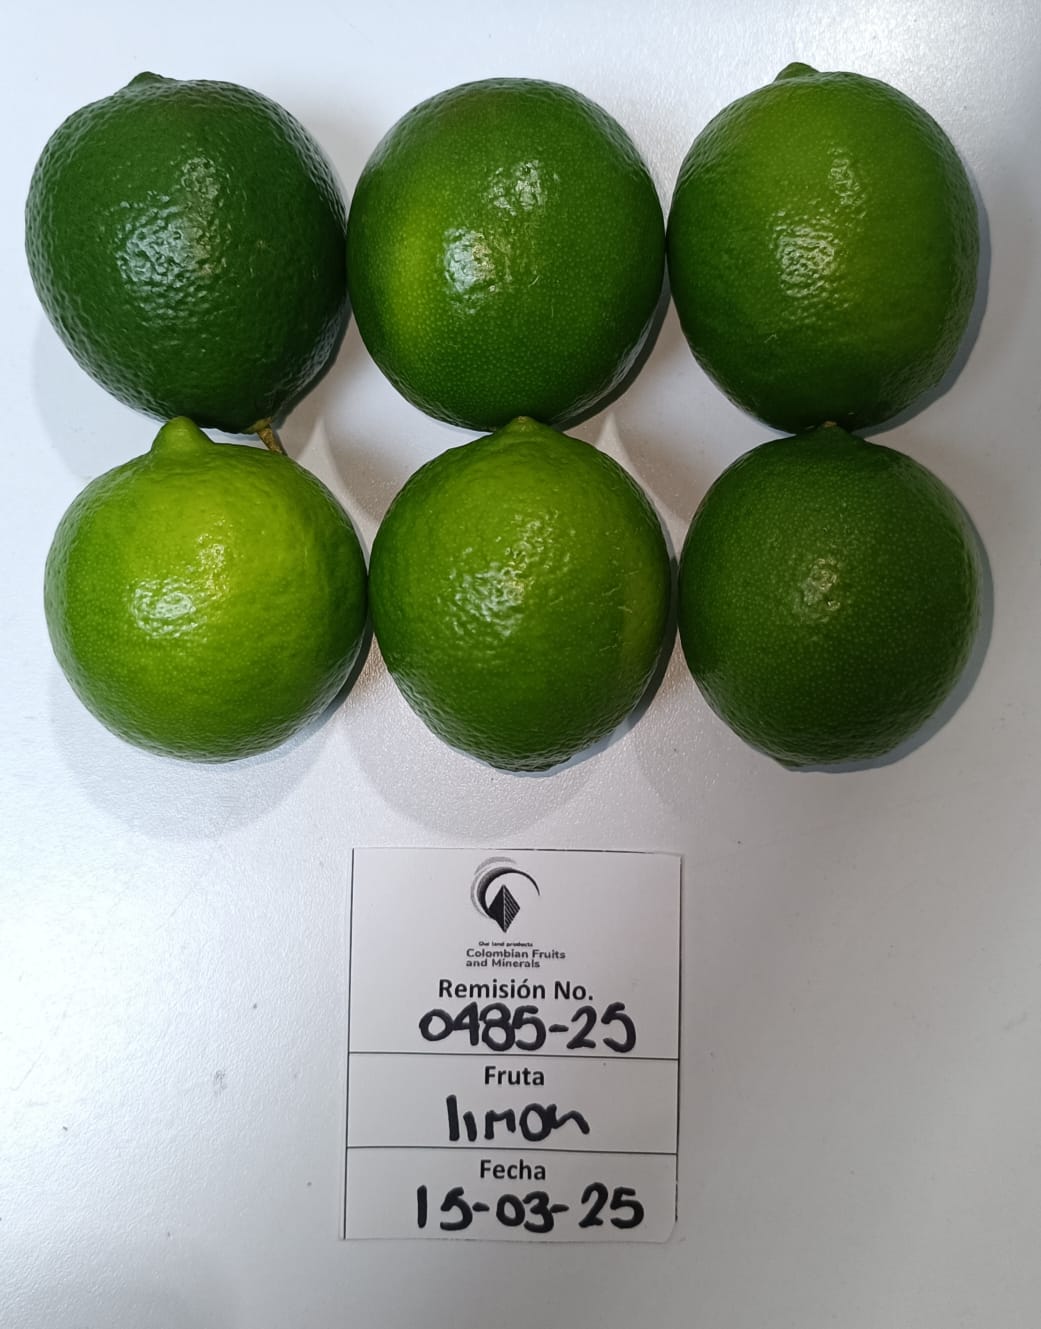 Our land products
Colombian Fruits
and Minerals
Remisión No.
0485-25
Fruta
limon
Fecha
15-03-25